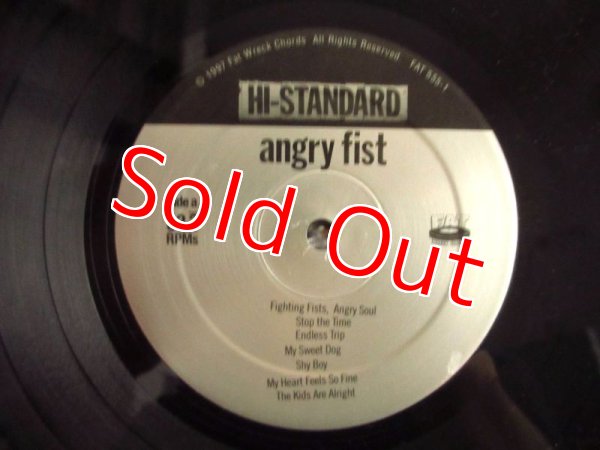 © 1997 Fat Wreck Chords All Rights Reserved FAT 555-1
HI-STANDARD
angry fist
Sold Out
side a
RPMs
FAT
Fighting Fists, Angry Soul
Stop the Time
Endless Trip
My Sweet Dog
Shy Boy
My Heart Feels So Fine
The Kids Are Alright